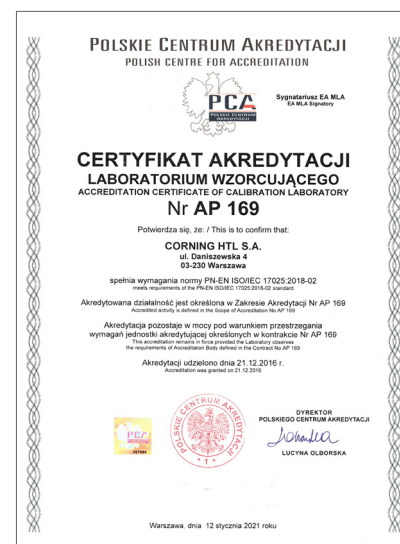 POLSKIE CENTRUM AKREDYTACJI
POLISH CENTRE FOR ACCREDITATION
PCA
POLSKIE CENTRUM
AKREDYTACJI
Sygnatariusz EA MLA
EA MLA Signatory
CERTYFIKAT AKREDYTACJI
LABORATORIUM WZORCUJĄCEGO
ACCREDITATION CERTIFICATE OF CALIBRATION LABORATORY
Nr AP 169
Potwierdza się, że: / This is to confirm that:
CORNING HTL S.A.
ul. Daniszewska 4
03-230 Warszawa
spełnia wymagania normy PN-EN ISO/IEC 17025:2018-02
meets requirements of the PN-EN ISO/IEC 17025:2018-02 standard
Akredytowana działalność jest określona w Zakresie Akredytacji Nr AP 169
Accredited activity is defined in the Scope of Accreditation No AP 169
Akredytacja pozostaje w mocy pod warunkiem przestrzegania
wymagań jednostki akredytującej określonych w kontrakcie Nr AP 169
This accreditation remains in force provided the Laboratory observes
the requirements of Accreditation Body defined in the Contract No AP 169
Akredytacji udzielono dnia 21.12.2016 r.
Accreditation was granted on 21.12.2016
POLSKIE CENTRUM AKREDYTACJI
* 1 *
PCA
DYREKTOR
POLSKIEGO CENTRUM AKREDYTACJI
LUCYNA OLBORSKA
Warszawa, dnia 12 stycznia 2021 roku